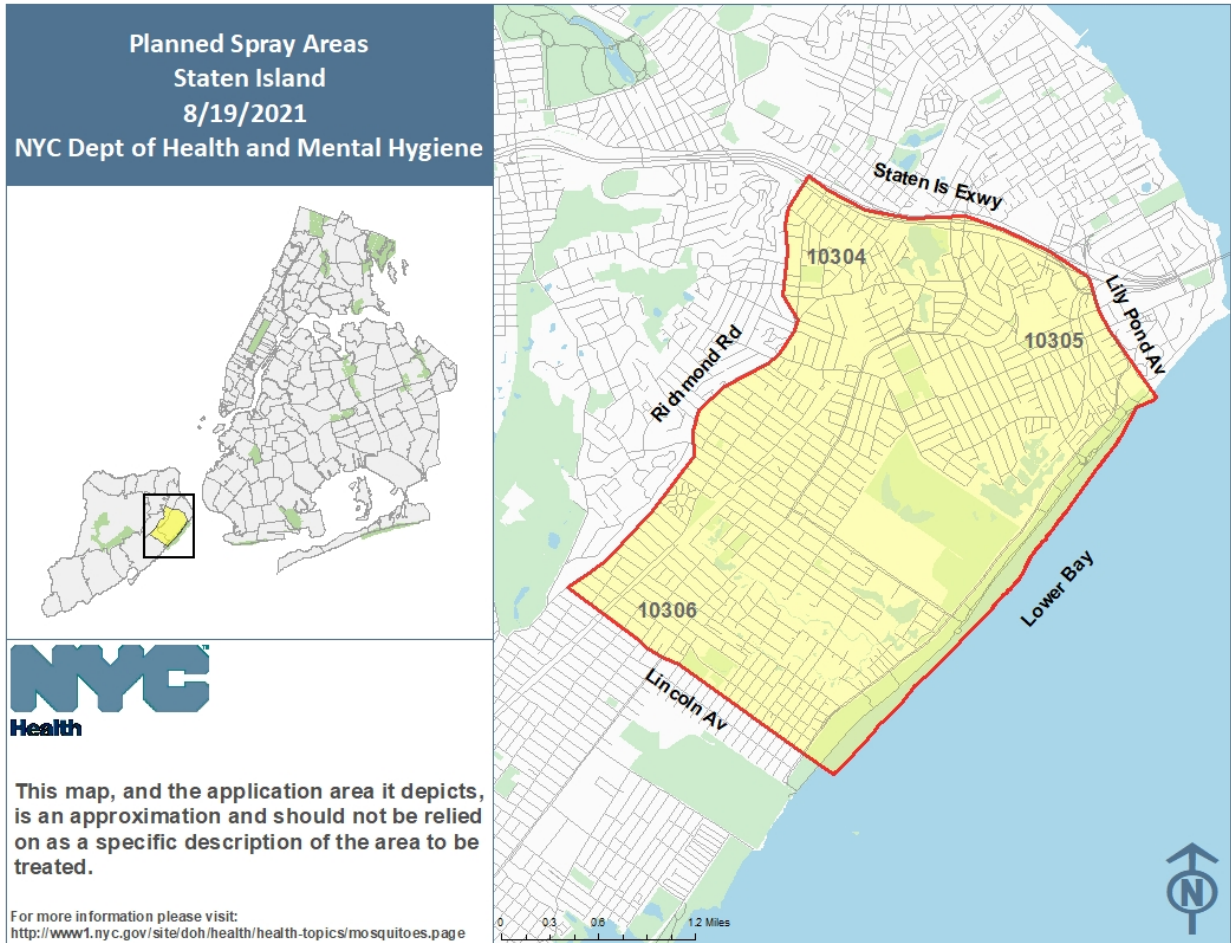 Planned Spray Areas
Staten Island
8/19/2021
NYC Dept of Health and Mental Hygiene
NYC
Health
This map, and the application area it depicts,
is an approximation and should not be relied
on as a specific description of the area to be
treated.
For more information please visit:
http://www1.nyc.gov/site/doh/health/health-topics/mosquitoes.page
Staten Is Exwy
10304
Lily Pond Av
10305
Richmond Rd
Lower Bay
10306
Lincoln Av
0 0.3 0.6 1.2 Miles
N